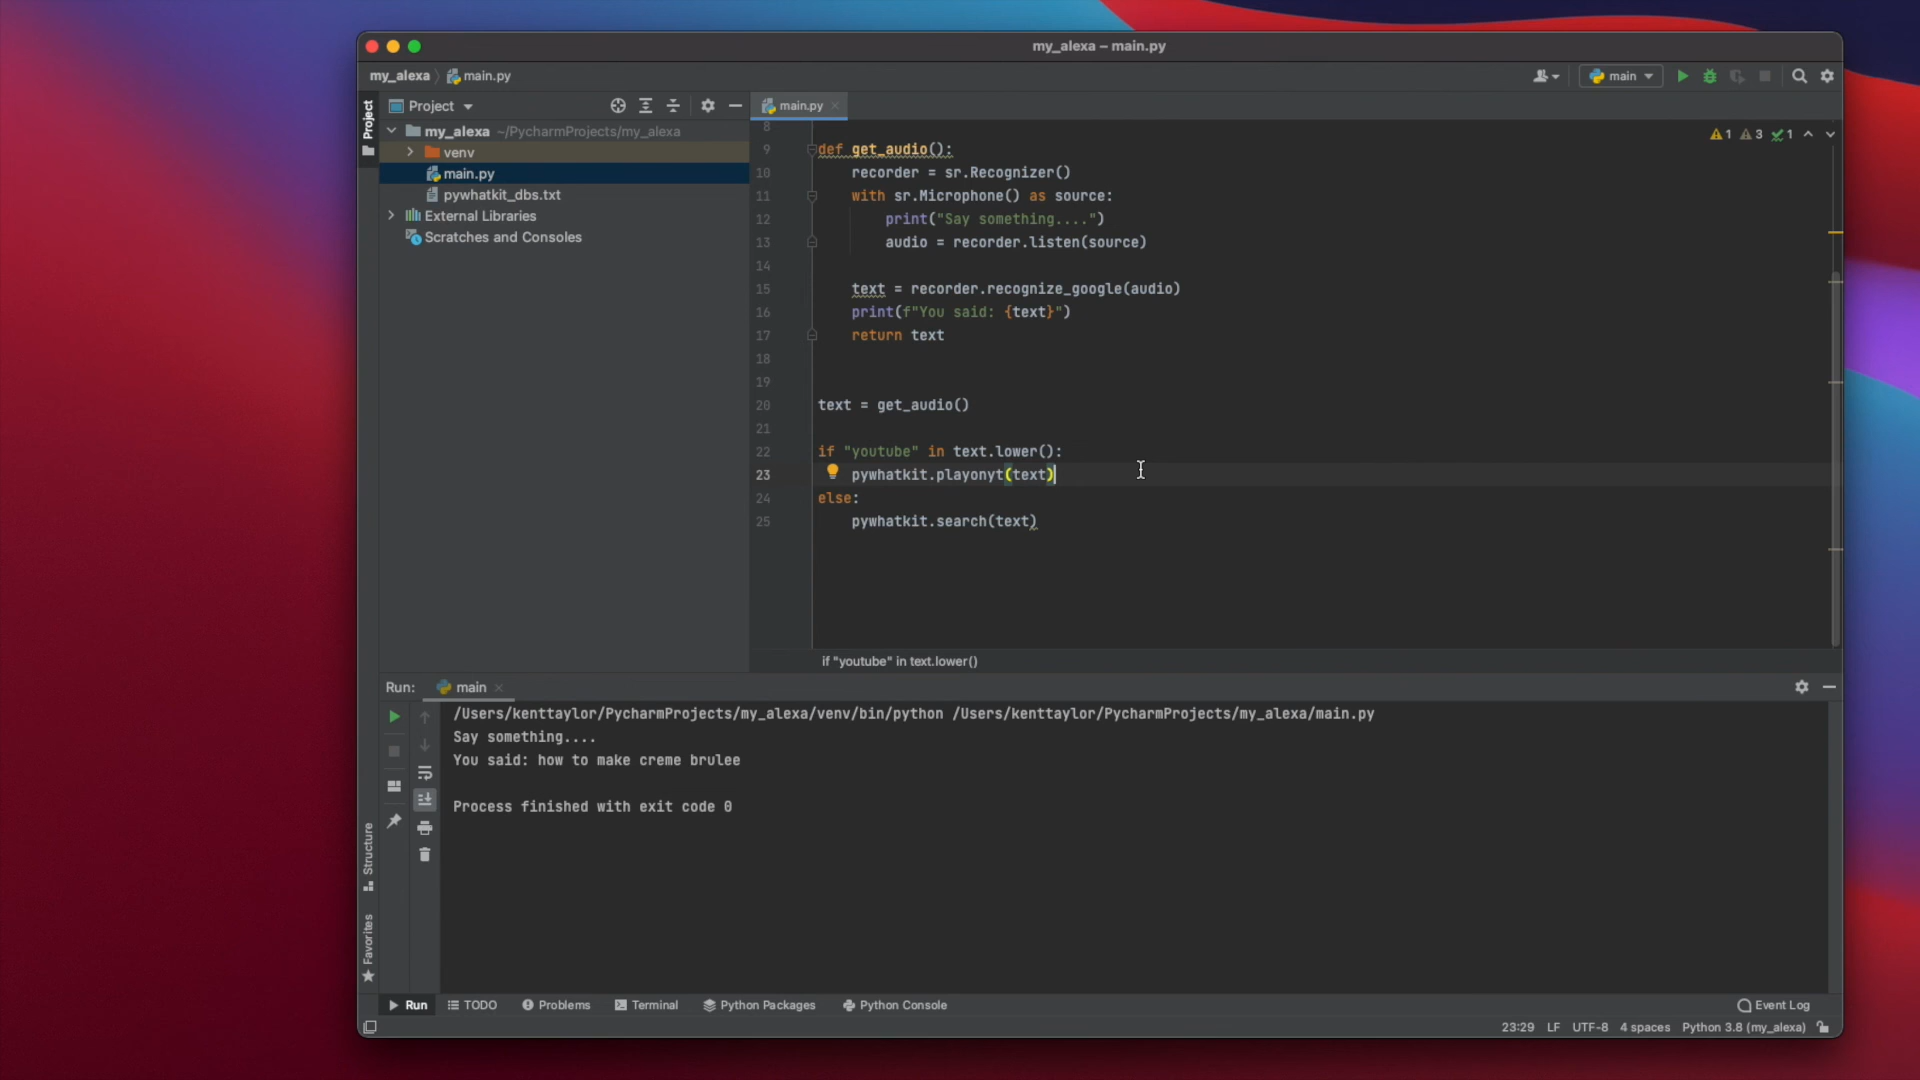 my_alexa – main.py
my_alexa
main.py
main
Project
Project
my_alexa ~/PycharmProjects/my_alexa
venv
main.py
pywhatkit_dbs.txt
External Libraries
Scratches and Consoles
main.py
1 3 1
8
9 def get_audio():
10 recorder = sr.Recognizer()
11 with sr.Microphone() as source:
12 print("Say something....")
13 audio = recorder.listen(source)
14
15 text = recorder.recognize_google(audio)
16 print(f"You said: {text}")
17 return text
18
19
20 text = get_audio()
21
22 if "youtube" in text.lower():
23 pywhatkit.playonyt(text)
24 else:
25 pywhatkit.search(text)
if "youtube" in text.lower()
Run: main
/Users/kenttaylor/PycharmProjects/my_alexa/venv/bin/python /Users/kenttaylor/PycharmProjects/my_alexa/main.py
Say something....
You said: how to make creme brulee
Process finished with exit code 0
Structure
Favorites
Run TODO Problems Terminal Python Packages Python Console Event Log
23:29 LF UTF-8 4 spaces Python 3.8 (my_alexa)